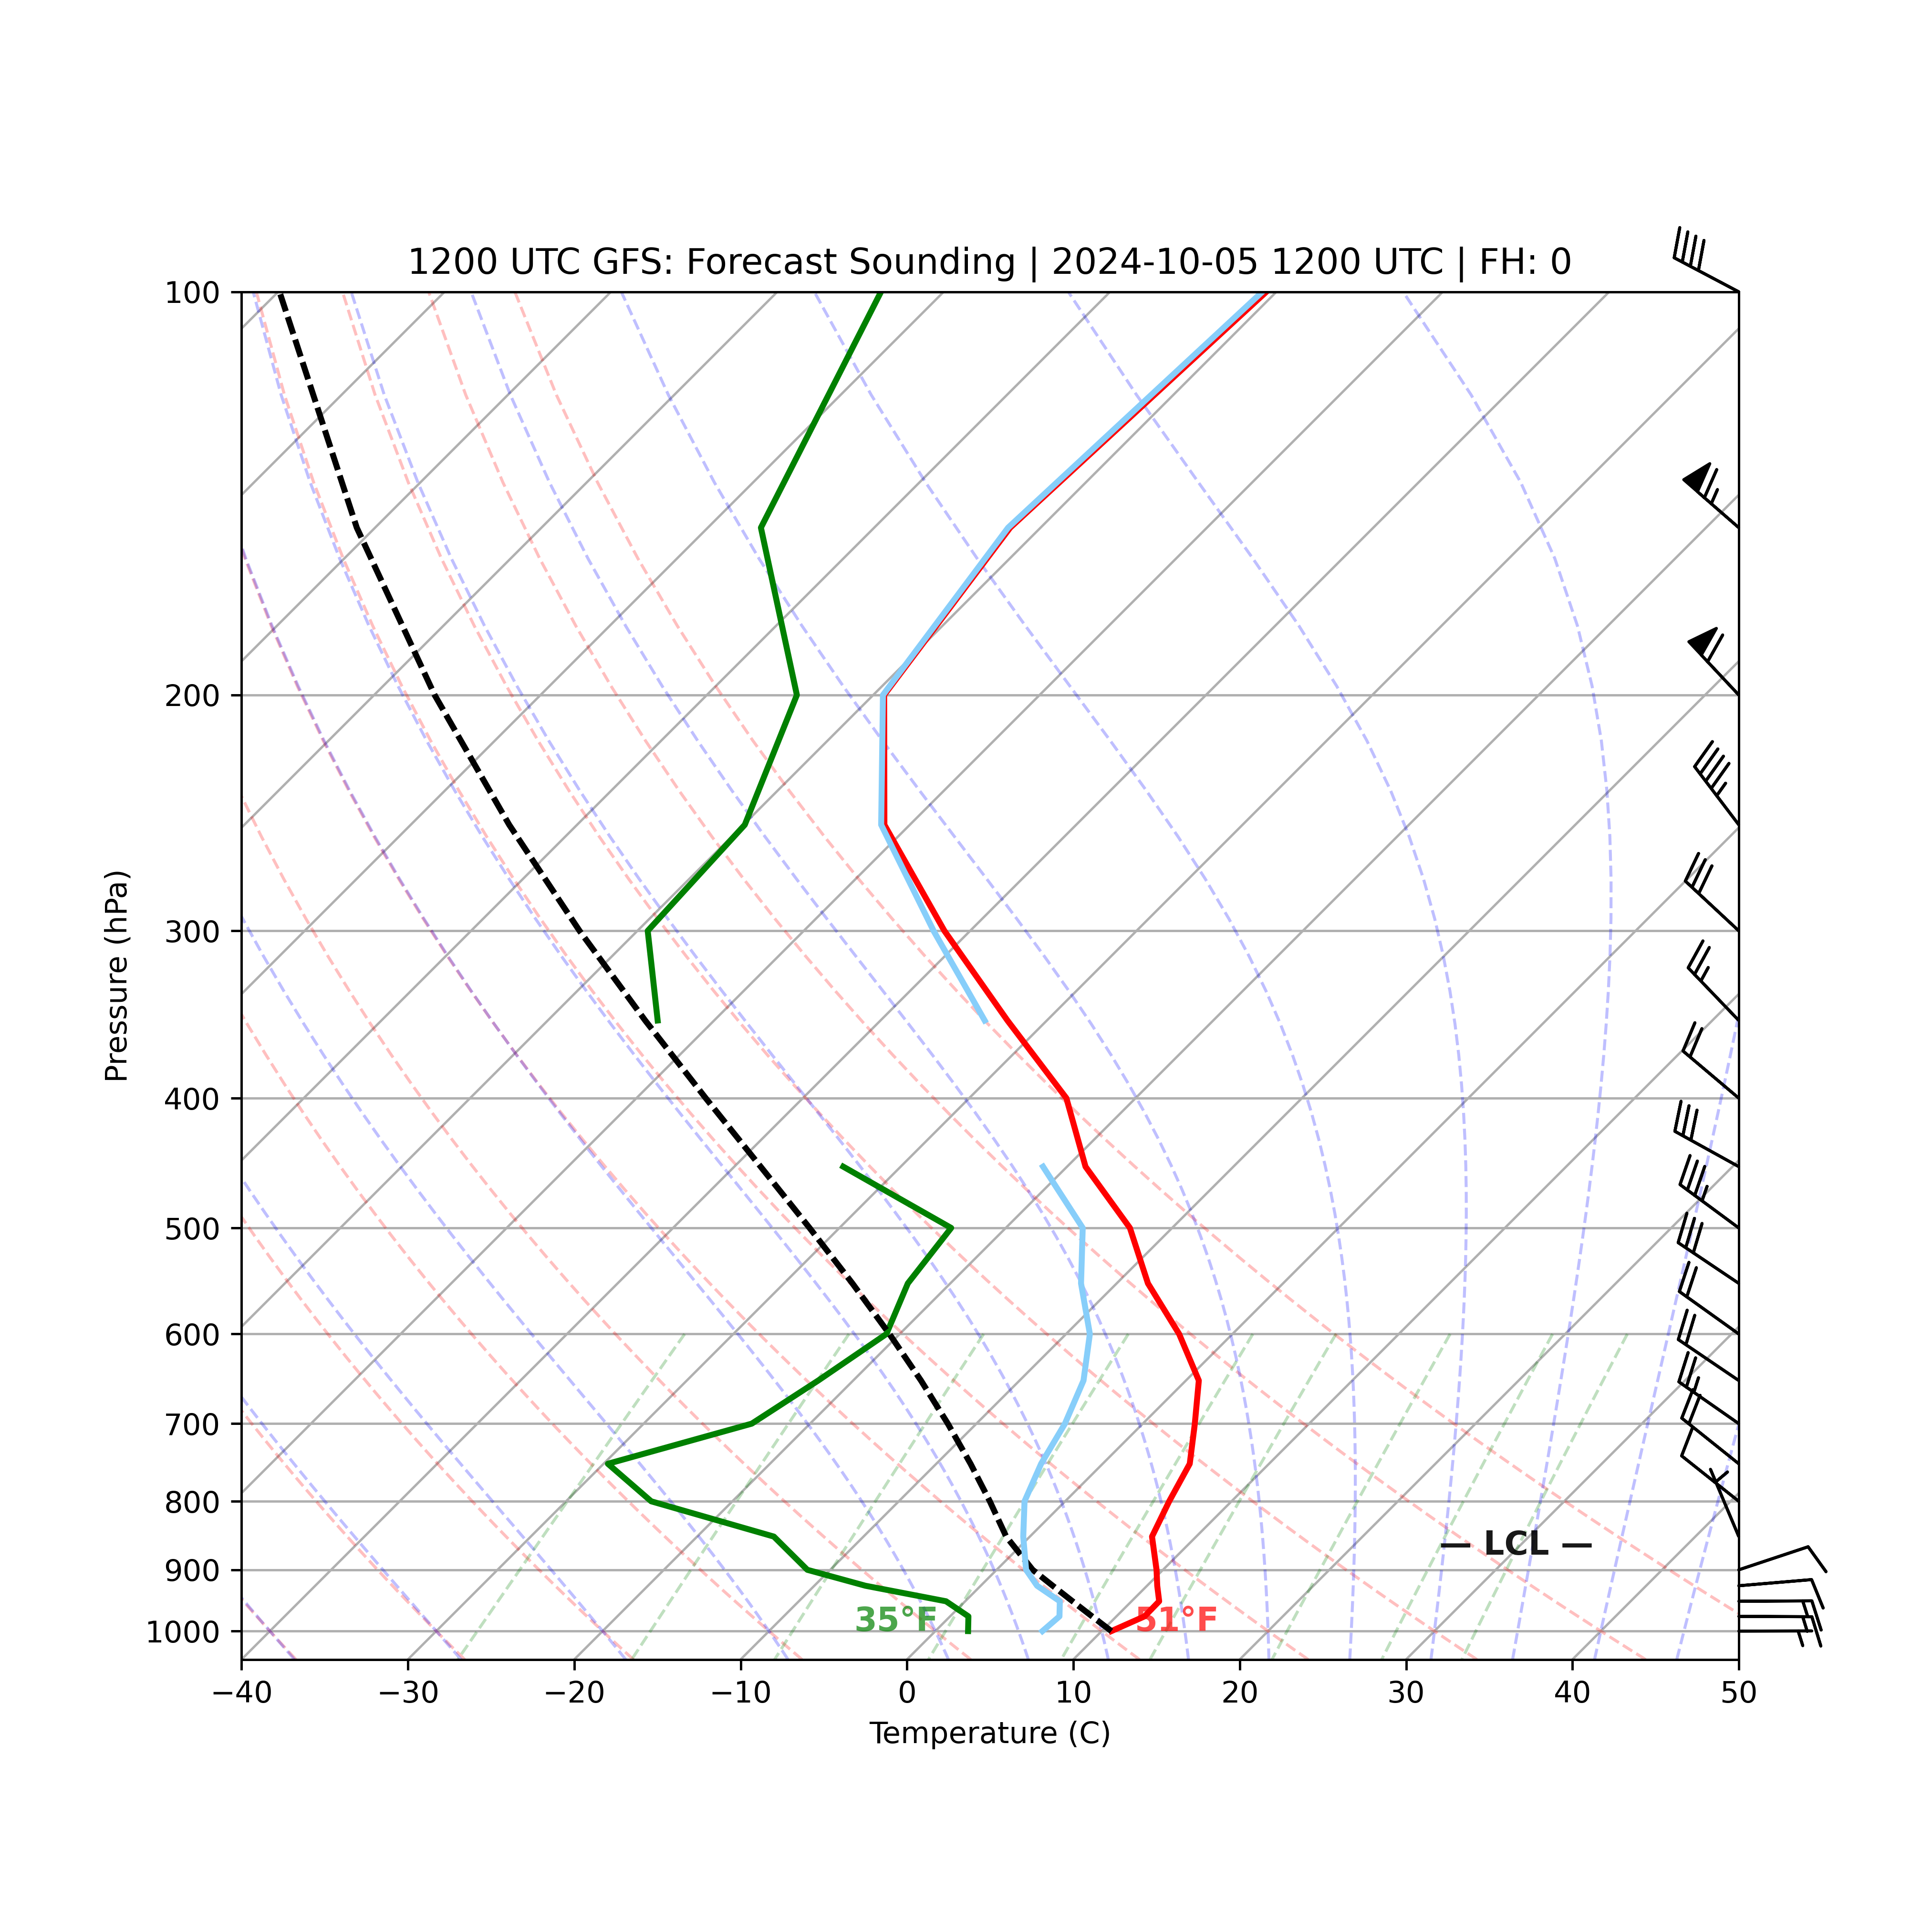 1200 UTC GFS: Forecast Sounding | 2024-10-05 1200 UTC | FH: 0
100
200
300
400
500
600
700
800
900
1000
Pressure (hPa)
— LCL —
35°F
51°F
−40 −30 −20 −10 0 10 20 30 40 50
Temperature (C)